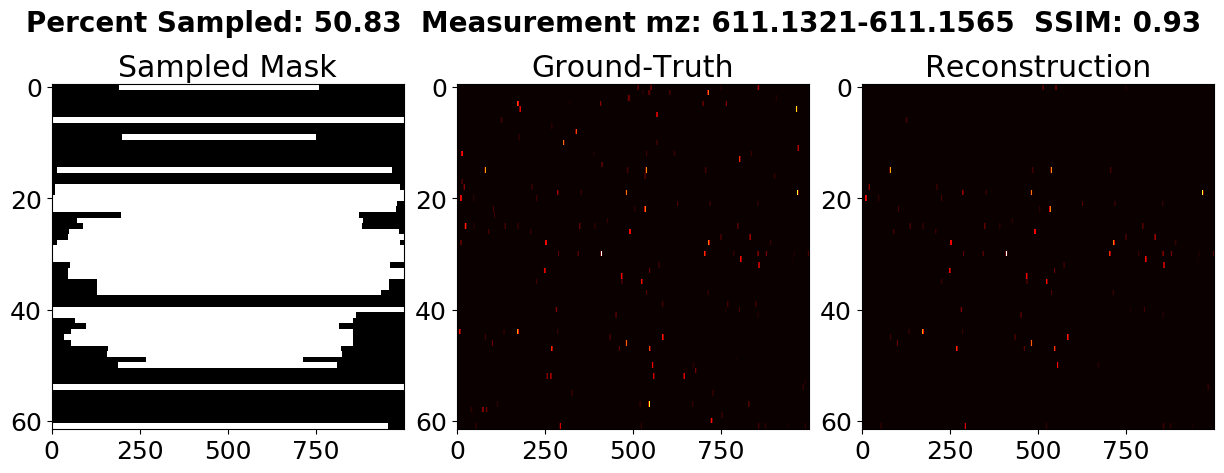 Percent Sampled: 50.83  Measurement mz: 611.1321-611.1565  SSIM: 0.93
Sampled Mask Ground-Truth Reconstruction
0 0 0
20 20 20
40 40 40
60 60 60
0 250 500 750 0 250 500 750 0 250 500 750